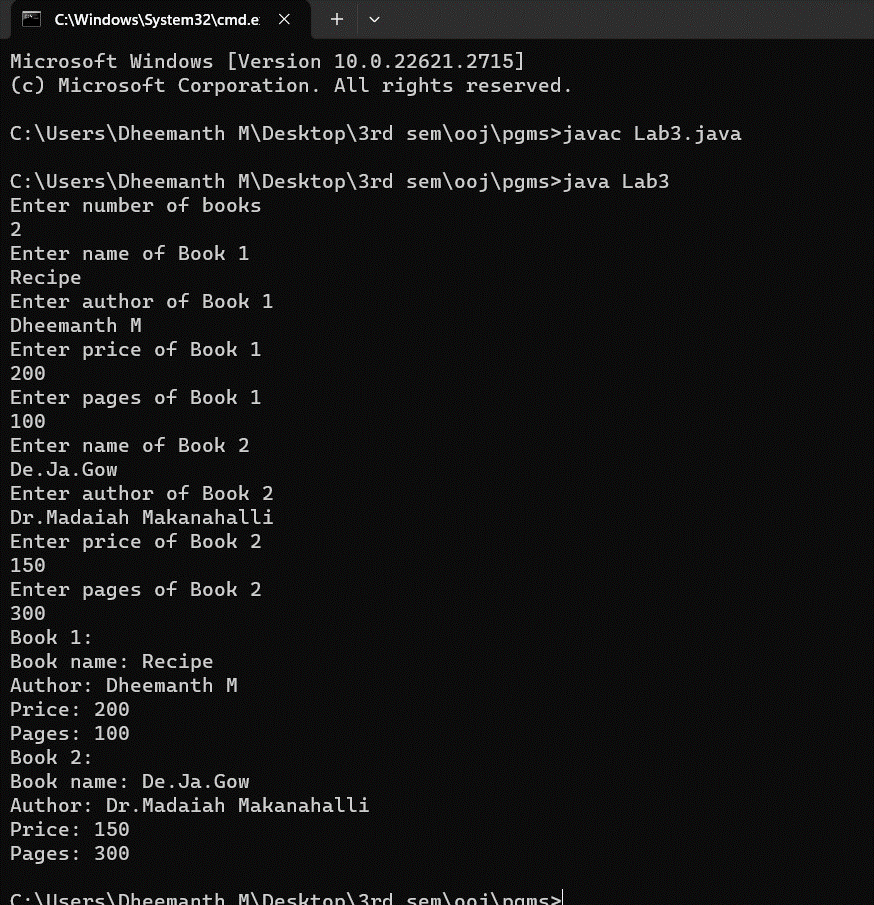 C:\Windows\System32\cmd.e
Microsoft Windows [Version 10.0.22621.2715]
(c) Microsoft Corporation. All rights reserved.
C:\Users\Dheemanth M\Desktop\3rd sem\ooj\pgms>javac Lab3.java
C:\Users\Dheemanth M\Desktop\3rd sem\ooj\pgms>java Lab3
Enter number of books
2
Enter name of Book 1
Recipe
Enter author of Book 1
Dheemanth M
Enter price of Book 1
200
Enter pages of Book 1
100
Enter name of Book 2
De.Ja.Gow
Enter author of Book 2
Dr.Madaiah Makanahalli
Enter price of Book 2
150
Enter pages of Book 2
300
Book 1:
Book name: Recipe
Author: Dheemanth M
Price: 200
Pages: 100
Book 2:
Book name: De.Ja.Gow
Author: Dr.Madaiah Makanahalli
Price: 150
Pages: 300
C:\Users\Dheemanth M\Desktop\3rd sem\ooj\pgms>